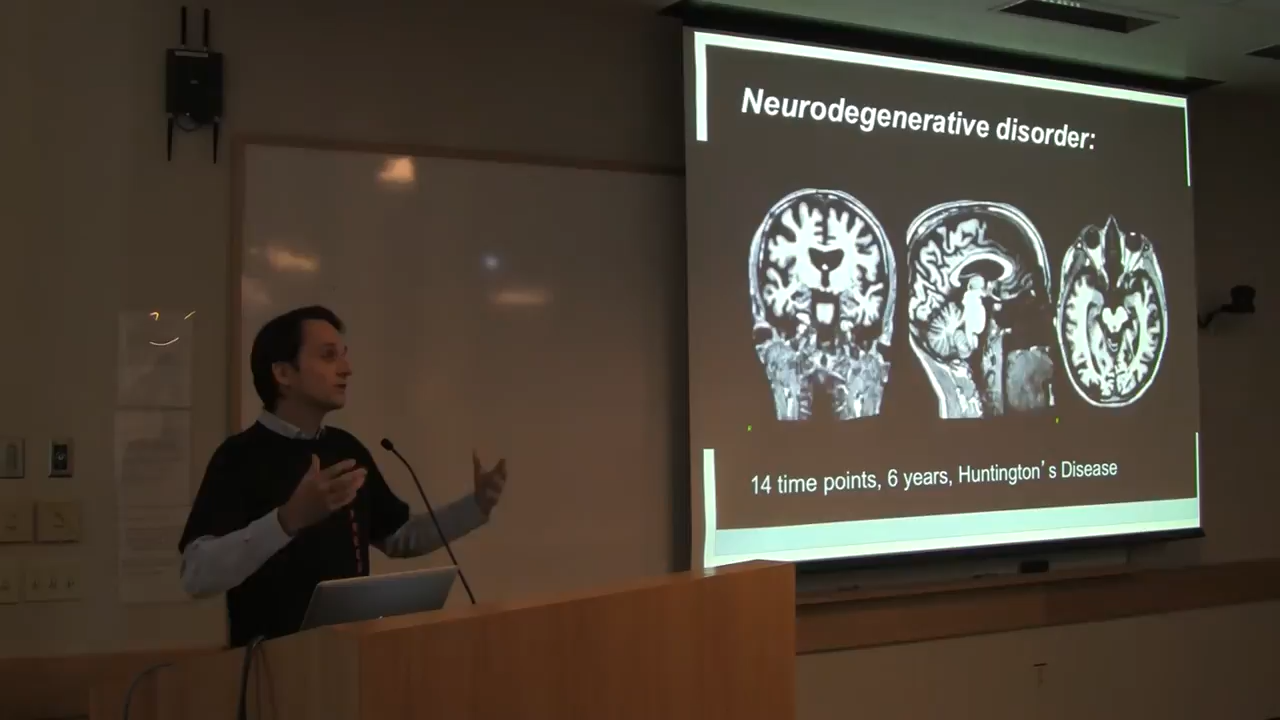 Neurodegenerative disorder:
14 time points, 6 years, Huntington's Disease